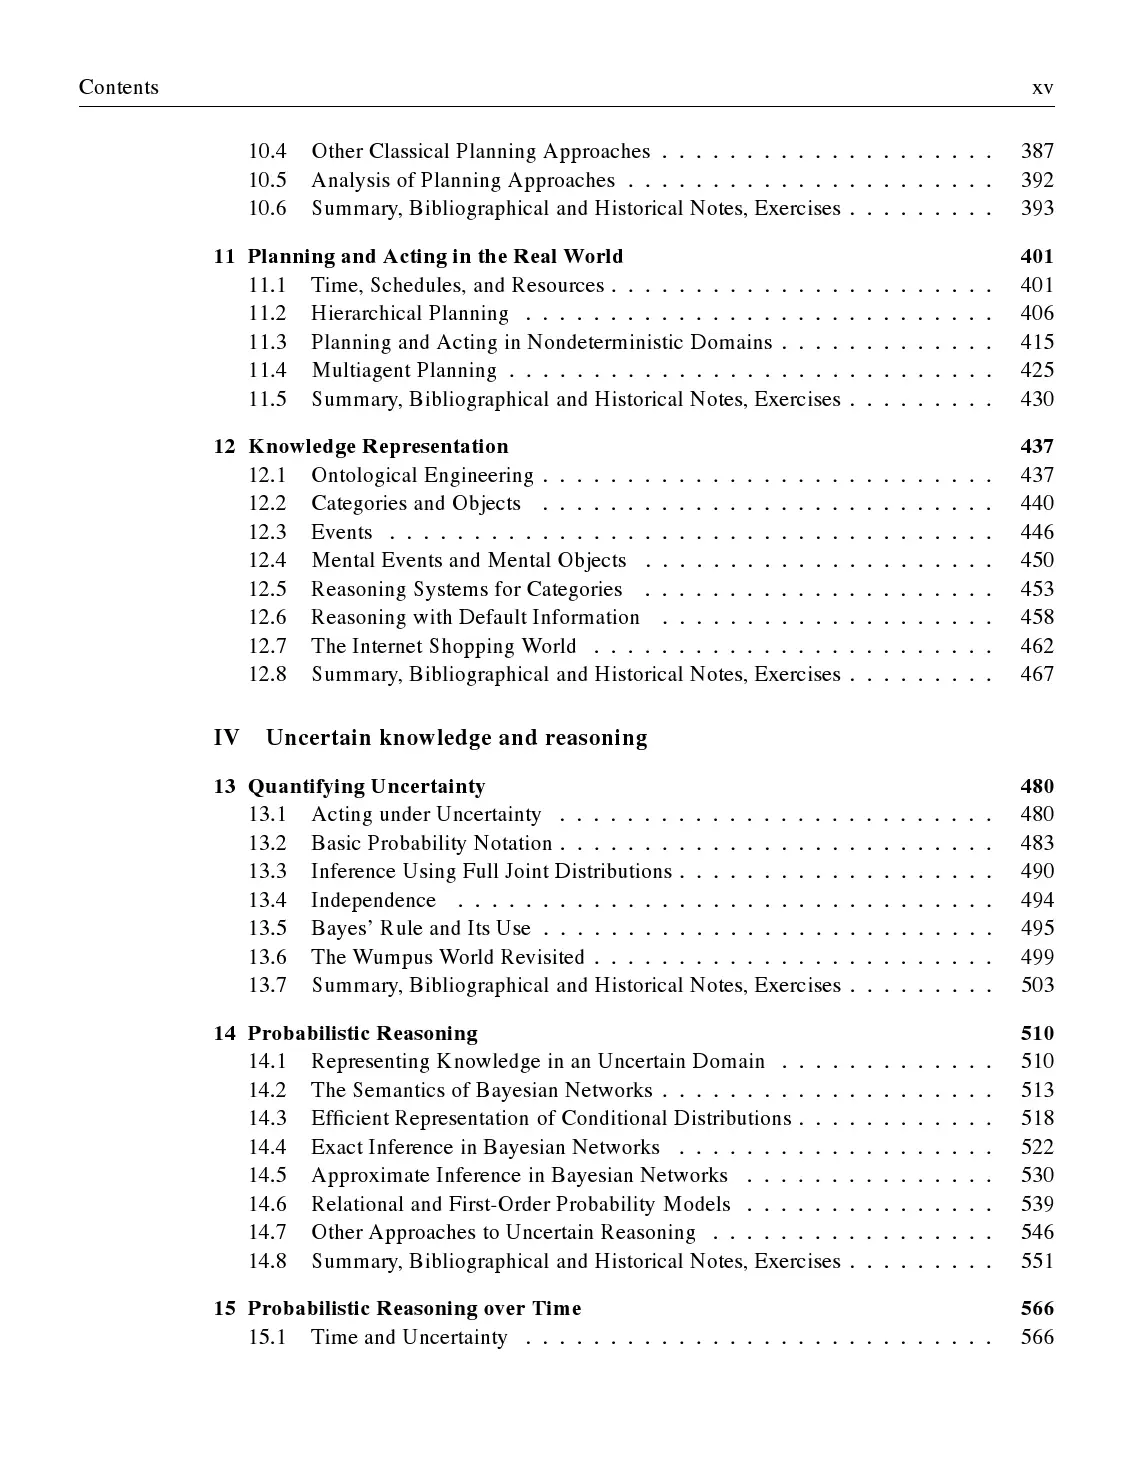 Contents xv
10.4 Other Classical Planning Approaches . . . . . . . . . . . . . . . . . . . . 387
10.5 Analysis of Planning Approaches . . . . . . . . . . . . . . . . . . . . . . 392
10.6 Summary, Bibliographical and Historical Notes, Exercises . . . . . . . . . 393
11 Planning and Acting in the Real World 401
11.1 Time, Schedules, and Resources . . . . . . . . . . . . . . . . . . . . . . . 401
11.2 Hierarchical Planning . . . . . . . . . . . . . . . . . . . . . . . . . . . . 406
11.3 Planning and Acting in Nondeterministic Domains . . . . . . . . . . . . . 415
11.4 Multiagent Planning . . . . . . . . . . . . . . . . . . . . . . . . . . . . . 425
11.5 Summary, Bibliographical and Historical Notes, Exercises . . . . . . . . . 430
12 Knowledge Representation 437
12.1 Ontological Engineering . . . . . . . . . . . . . . . . . . . . . . . . . . . 437
12.2 Categories and Objects . . . . . . . . . . . . . . . . . . . . . . . . . . . 440
12.3 Events . . . . . . . . . . . . . . . . . . . . . . . . . . . . . . . . . . . . 446
12.4 Mental Events and Mental Objects . . . . . . . . . . . . . . . . . . . . . 450
12.5 Reasoning Systems for Categories . . . . . . . . . . . . . . . . . . . . . 453
12.6 Reasoning with Default Information . . . . . . . . . . . . . . . . . . . . 458
12.7 The Internet Shopping World . . . . . . . . . . . . . . . . . . . . . . . . 462
12.8 Summary, Bibliographical and Historical Notes, Exercises . . . . . . . . . 467
IV Uncertain knowledge and reasoning
13 Quantifying Uncertainty 480
13.1 Acting under Uncertainty . . . . . . . . . . . . . . . . . . . . . . . . . . 480
13.2 Basic Probability Notation . . . . . . . . . . . . . . . . . . . . . . . . . . 483
13.3 Inference Using Full Joint Distributions . . . . . . . . . . . . . . . . . . . 490
13.4 Independence . . . . . . . . . . . . . . . . . . . . . . . . . . . . . . . . 494
13.5 Bayes’ Rule and Its Use . . . . . . . . . . . . . . . . . . . . . . . . . . . 495
13.6 The Wumpus World Revisited . . . . . . . . . . . . . . . . . . . . . . . . 499
13.7 Summary, Bibliographical and Historical Notes, Exercises . . . . . . . . . 503
14 Probabilistic Reasoning 510
14.1 Representing Knowledge in an Uncertain Domain . . . . . . . . . . . . . 510
14.2 The Semantics of Bayesian Networks . . . . . . . . . . . . . . . . . . . . 513
14.3 Efficient Representation of Conditional Distributions . . . . . . . . . . . . 518
14.4 Exact Inference in Bayesian Networks . . . . . . . . . . . . . . . . . . . 522
14.5 Approximate Inference in Bayesian Networks . . . . . . . . . . . . . . . 530
14.6 Relational and First-Order Probability Models . . . . . . . . . . . . . . . 539
14.7 Other Approaches to Uncertain Reasoning . . . . . . . . . . . . . . . . . 546
14.8 Summary, Bibliographical and Historical Notes, Exercises . . . . . . . . . 551
15 Probabilistic Reasoning over Time 566
15.1 Time and Uncertainty . . . . . . . . . . . . . . . . . . . . . . . . . . . . 566